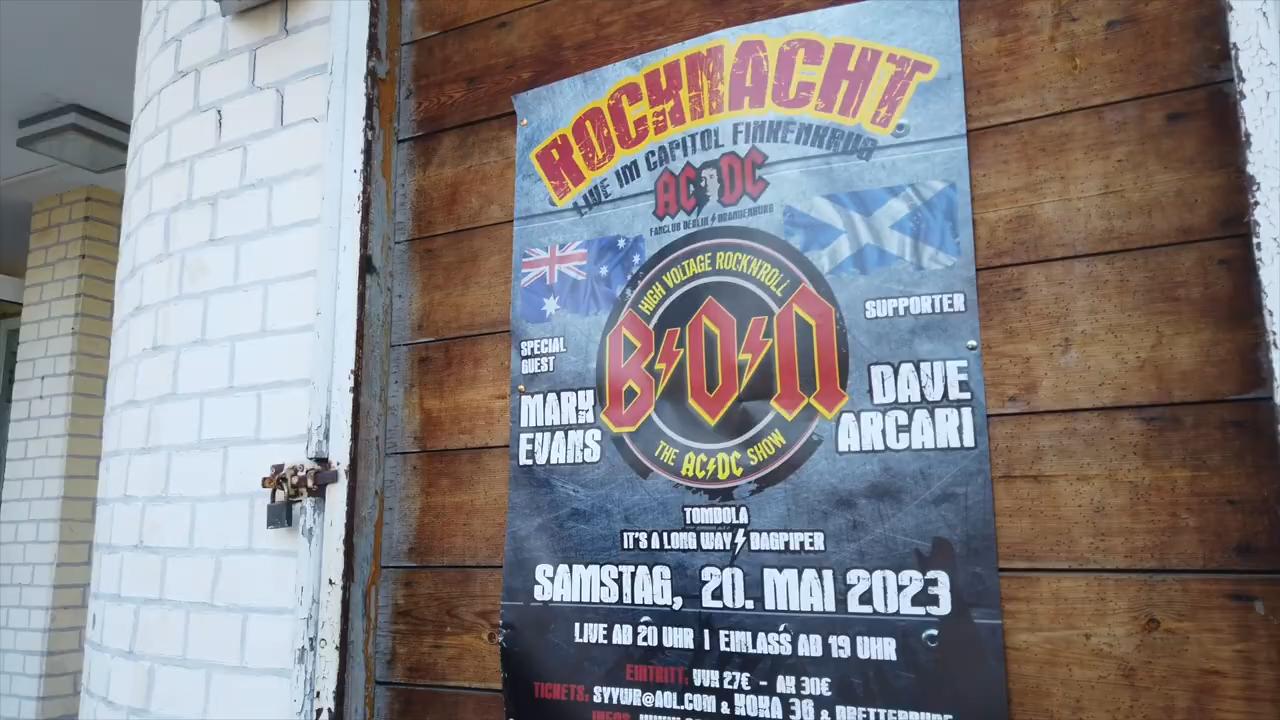 ROCKNACHT
LIVE IM CAPITOL FINKENKRUG
AC DC
FANCLUB BERLIN BRANDENBURG
HIGH VOLTAGE ROCK'N'ROLL
B O N
THE AC DC SHOW
SPECIAL
GUEST
MARK
EVANS
SUPPORTER
DAVE
ARCARI
TOMBOLA
IT'S A LONG WAY BAGPIPER
SAMSTAG, 20. MAI 2023
LIVE AB 20 UHR | EINLASS AB 19 UHR
EINTRITT: VVK 27€ - AK 30€
TICKETS: SYYWR@AOL.COM & KOKA 36 &
INFOS: